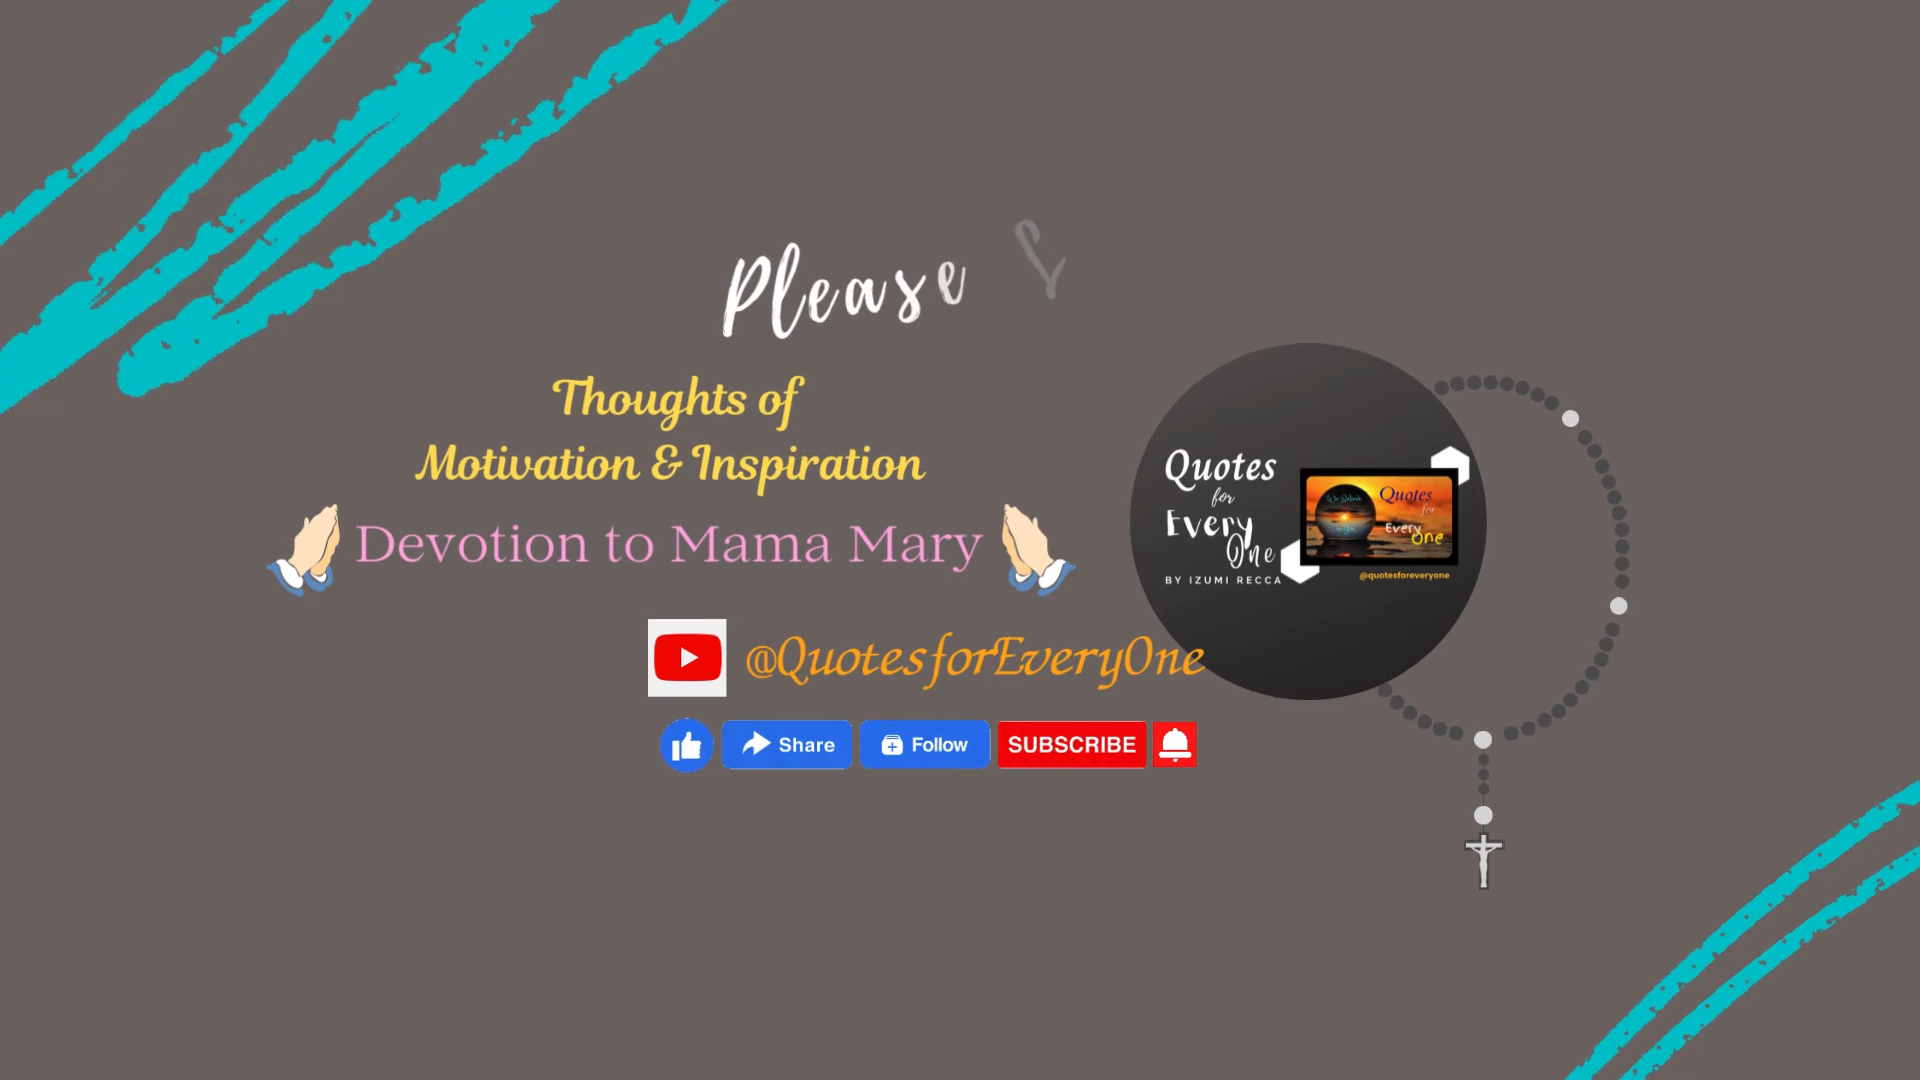 Please
Thoughts of
Motivation & Inspiration
Devotion to Mama Mary
@QuotesforEveryOne
Share
Follow
SUBSCRIBE
Quotes
for
Every
One
BY IZUMI RECCA
Quotes
for
Every
One
@quotesforeveryone